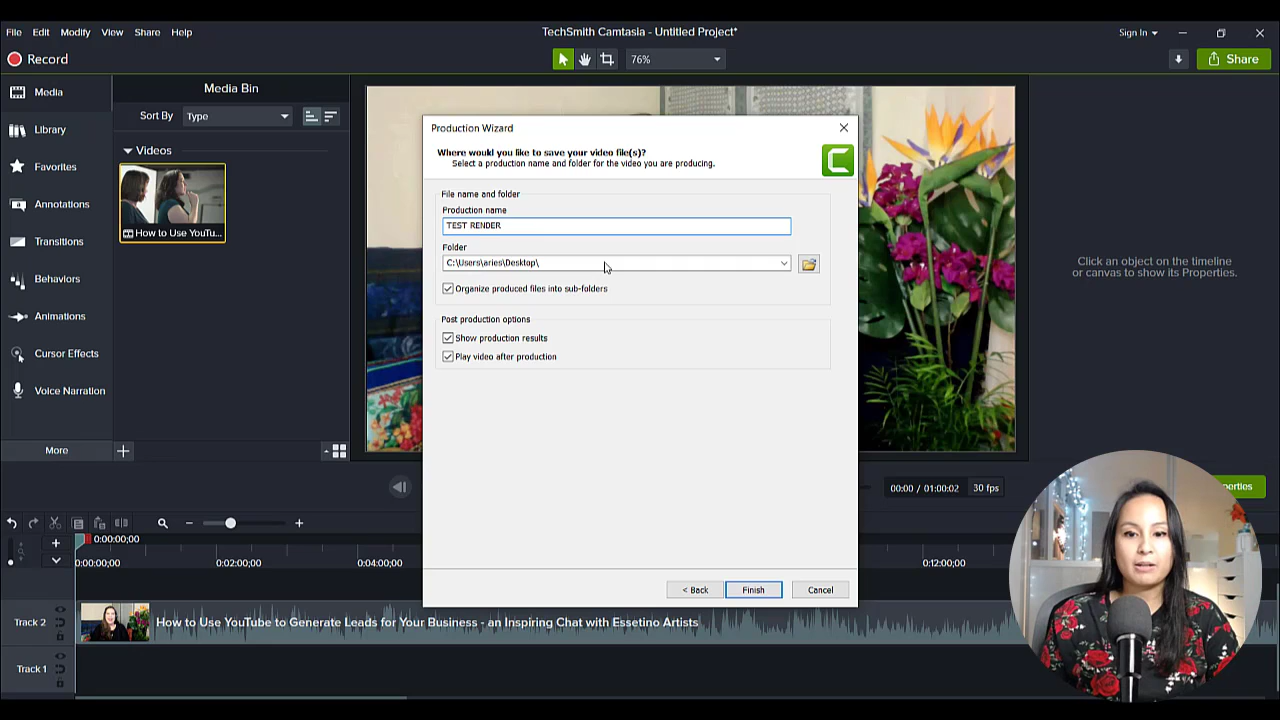 TechSmith Camtasia - Untitled Project*
File Edit Modify View Share Help
Sign In
Record
76%
Share
Media
Library
Favorites
Annotations
Transitions
Behaviors
Animations
Cursor Effects
Voice Narration
More
Media Bin
Sort By Type
Videos
How to Use YouTu...
Production Wizard
Where would you like to save your video file(s)?
Select a production name and folder for the video you are producing.
File name and folder
Production name
TEST RENDER
Folder
C:\Users\aries\Desktop\
Organize produced files into sub-folders
Post production options
Show production results
Play video after production
< Back Finish Cancel
Click an object on the timeline
or canvas to show its Properties.
00:00 / 01:00:02 30 fps
perties
0:00:00;00
0:00:00;00 0:02:00;00 0:04:00;00 0:12:00;00
Track 2
How to Use YouTube to Generate Leads for Your Business - an Inspiring Chat with Essetino Artists
Track 1